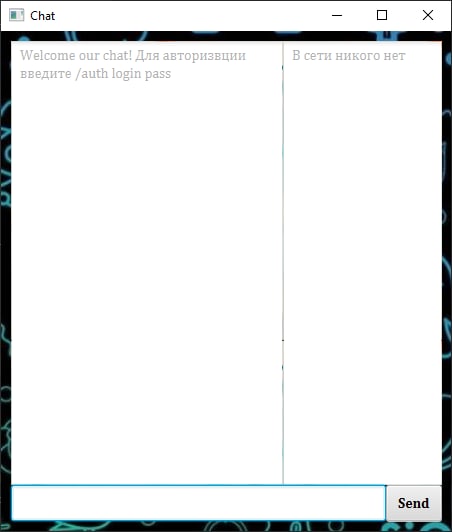 Chat
Welcome our chat! Для авторизвции
введите /auth login pass
В сети никого нет
Send